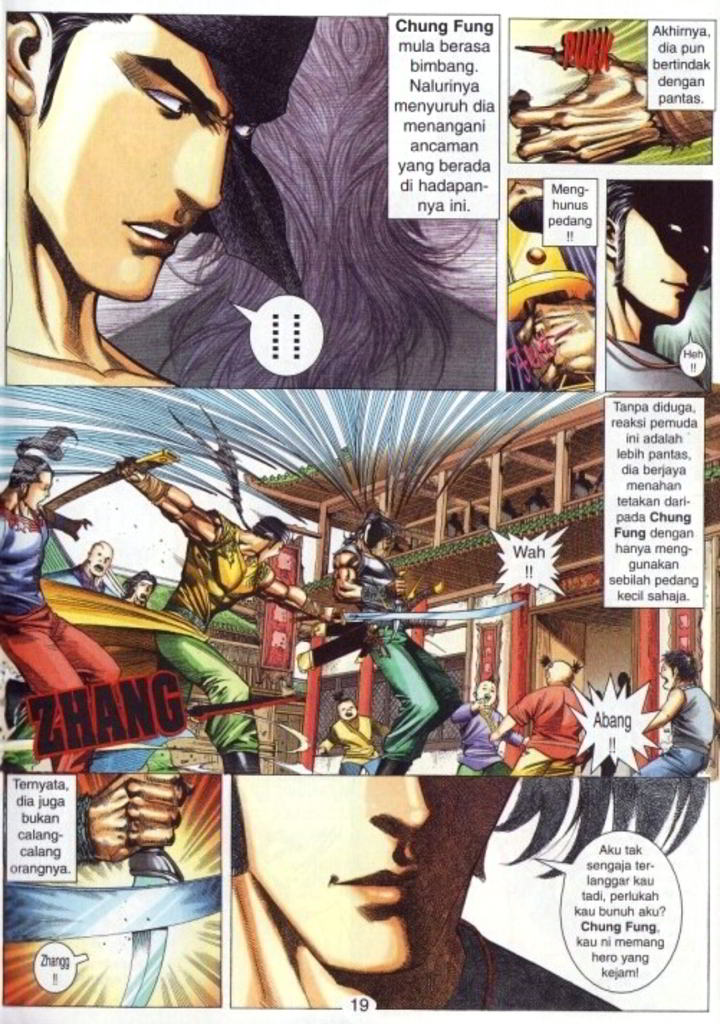 Chung Fung
mula berasa
bimbang.
Nalurinya
menyuruh dia
menangani
ancaman
yang berada
di hadapan-
nya ini.
Akhirnya,
dia pun
bertindak
dengan
pantas.
Meng-
hunus
pedang
!!
Heh
!!
Tanpa diduga,
reaksi pemuda
ini adalah
lebih pantas,
dia berjaya
menahan
tetakan dari-
pada Chung
Fung dengan
hanya meng-
gunakan
sebilah pedang
kecil sahaja.
Wah
!!
ZHANG
Abang
!!
Ternyata,
dia juga
bukan
calang-
calang
orangnya.
Zhangg
!!
Aku tak
sengaja ter-
langgar kau
tadi, perlukah
kau bunuh aku?
Chung Fung,
kau ni memang
hero yang
kejam!
19